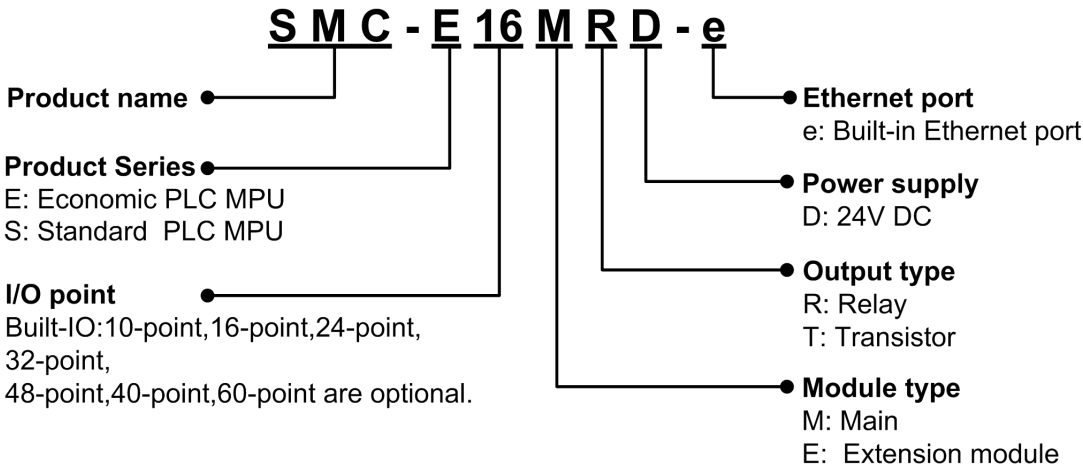 SMC-E16MRD-e
Product name
Product Series
E: Economic PLC MPU
S: Standard PLC MPU
I/O point
Built-IO:10-point,16-point,24-point,
32-point,
48-point,40-point,60-point are optional.
Ethernet port
e: Built-in Ethernet port
Power supply
D: 24V DC
Output type
R: Relay
T: Transistor
Module type
M: Main
E: Extension module